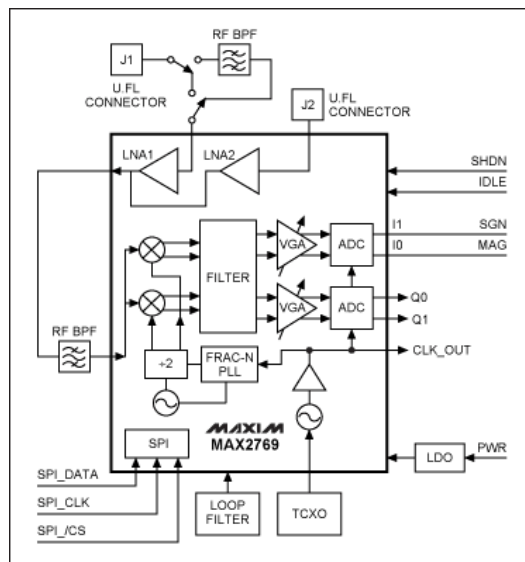 RF BPF
J1
U.FL
CONNECTOR
J2
U.FL
CONNECTOR
LNA1
LNA2
SHDN
IDLE
I1
SGN
I0
MAG
VGA
ADC
FILTER
VGA
ADC
Q0
Q1
RF BPF
÷2
FRAC-N
PLL
CLK_OUT
MAXIM
MAX2769
SPI
SPI_DATA
SPI_CLK
SPI_/CS
LOOP
FILTER
TCXO
LDO
PWR